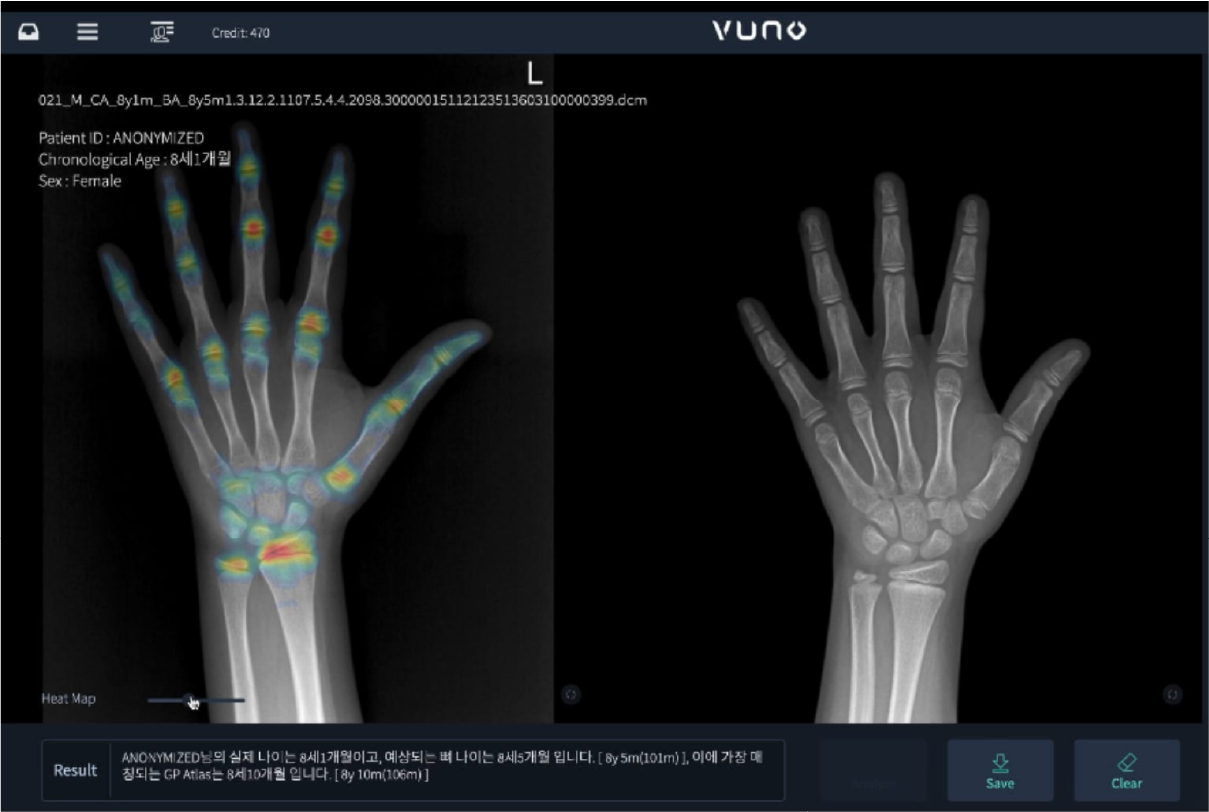 Credit: 470
VUNO
L
021_M_CA_8y1m_BA_8y5m1.3.12.2.1107.5.4.4.2098.30000015112123513603100000399.dcm
Patient ID : ANONYMIZED
Chronological Age : 8세1개월
Sex : Female
Heat Map
Result
ANONYMIZED님의 실제 나이는 8세1개월이고, 예상되는 뼈 나이는 8세5개월 입니다. [ 8y 5m(101m) ], 이에 가장 매
칭되는 GP Atlas는 8세10개월 입니다. [ 8y 10m(106m) ]
Save
Clear